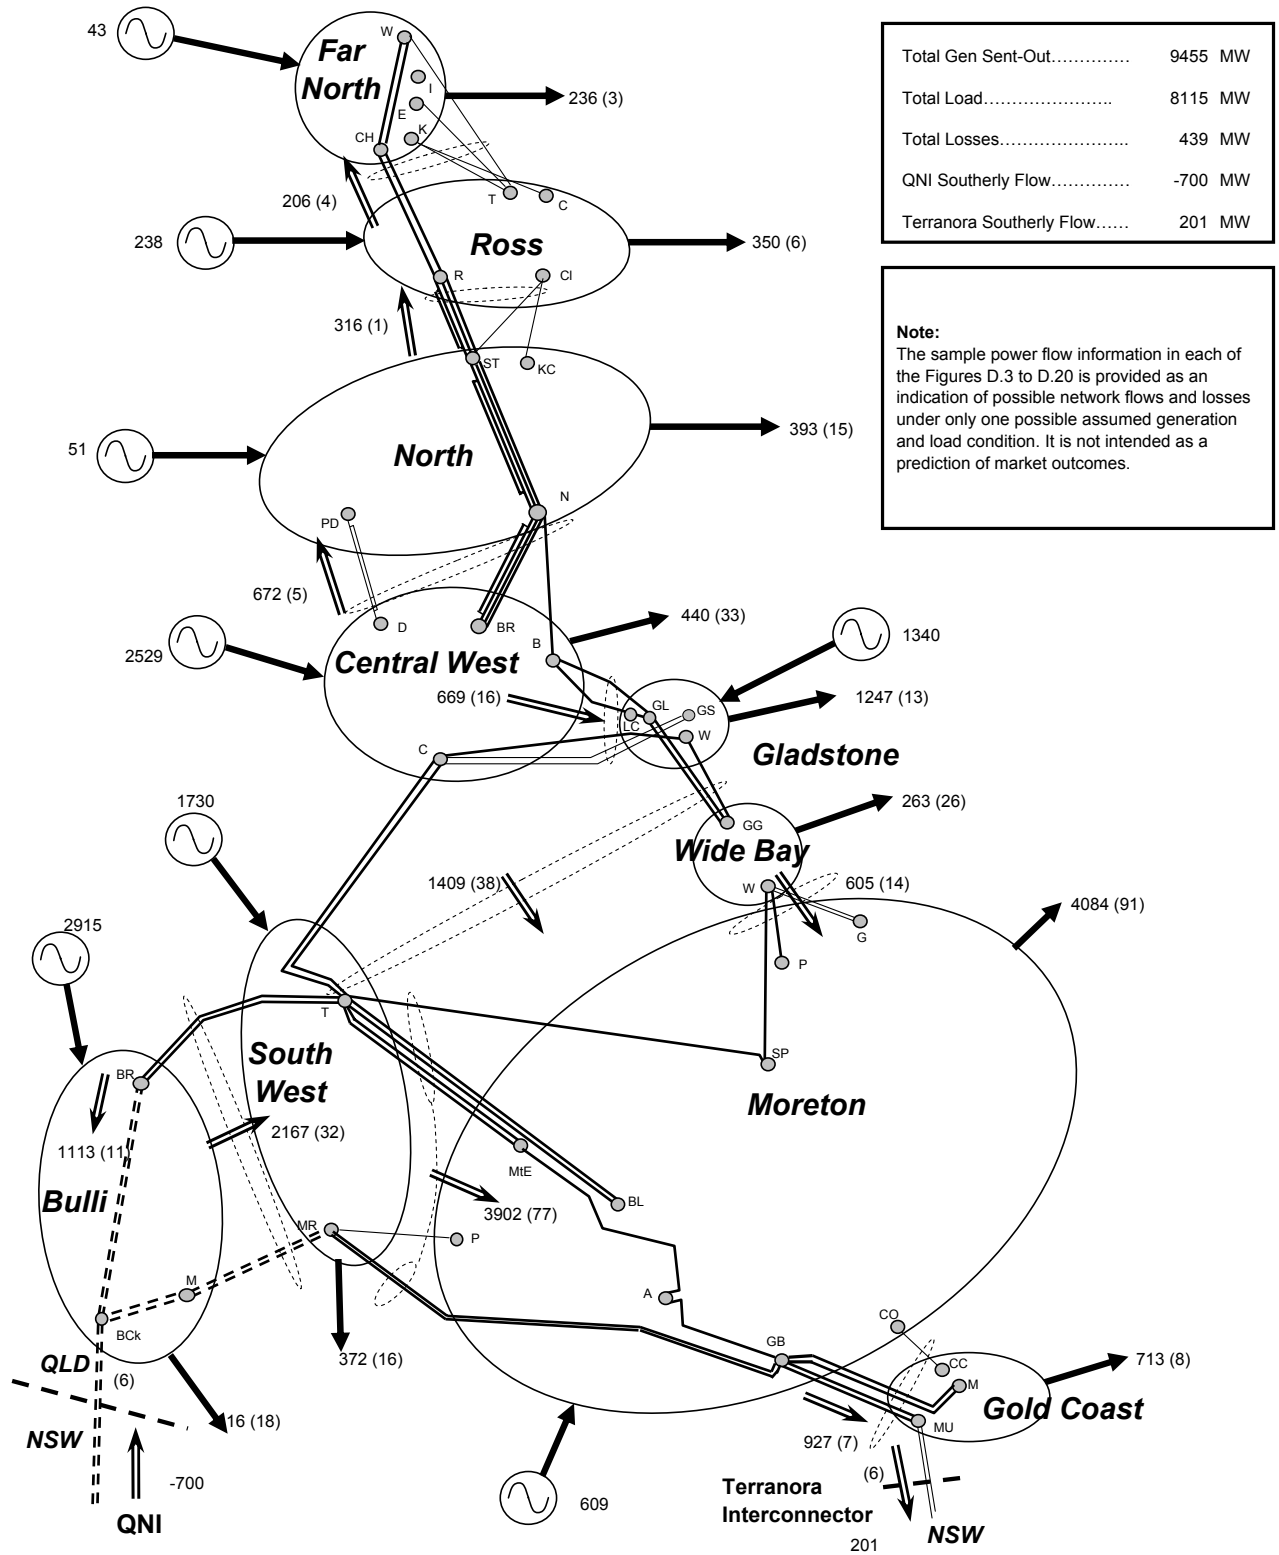 43
W
Far
North
I
E
K
CH
236 (3)
Total Gen Sent-Out………….. 9455 MW
Total Load………………….. 8115 MW
Total Losses………………….. 439 MW
QNI Southerly Flow………….. -700 MW
Terranora Southerly Flow…… 201 MW
206 (4)
T
C
238
Ross
350 (6)
R
CI
316 (1)
ST
KC
Note:
The sample power flow information in each of
the Figures D.3 to D.20 is provided as an
indication of possible network flows and losses
under only one possible assumed generation
and load condition. It is not intended as a
prediction of market outcomes.
51
North
393 (15)
N
PD
672 (5)
D
BR
440 (33)
1340
2529
Central West
B
669 (16)
1247 (13)
GL
GS
LC
W
C
Gladstone
1730
263 (26)
GG
Wide Bay
1409 (38)
W
605 (14)
4084 (91)
2915
G
P
T
South
West
SP
BR
Moreton
2167 (32)
1113 (11)
MtE
Bulli
BL
3902 (77)
MR
P
M
A
BCk
CO
GB
372 (16)
QLD
(6)
CC
713 (8)
M
Gold Coast
16 (18)
MU
NSW
927 (7)
(6)
-700
Terranora
Interconnector
609
QNI
NSW
201